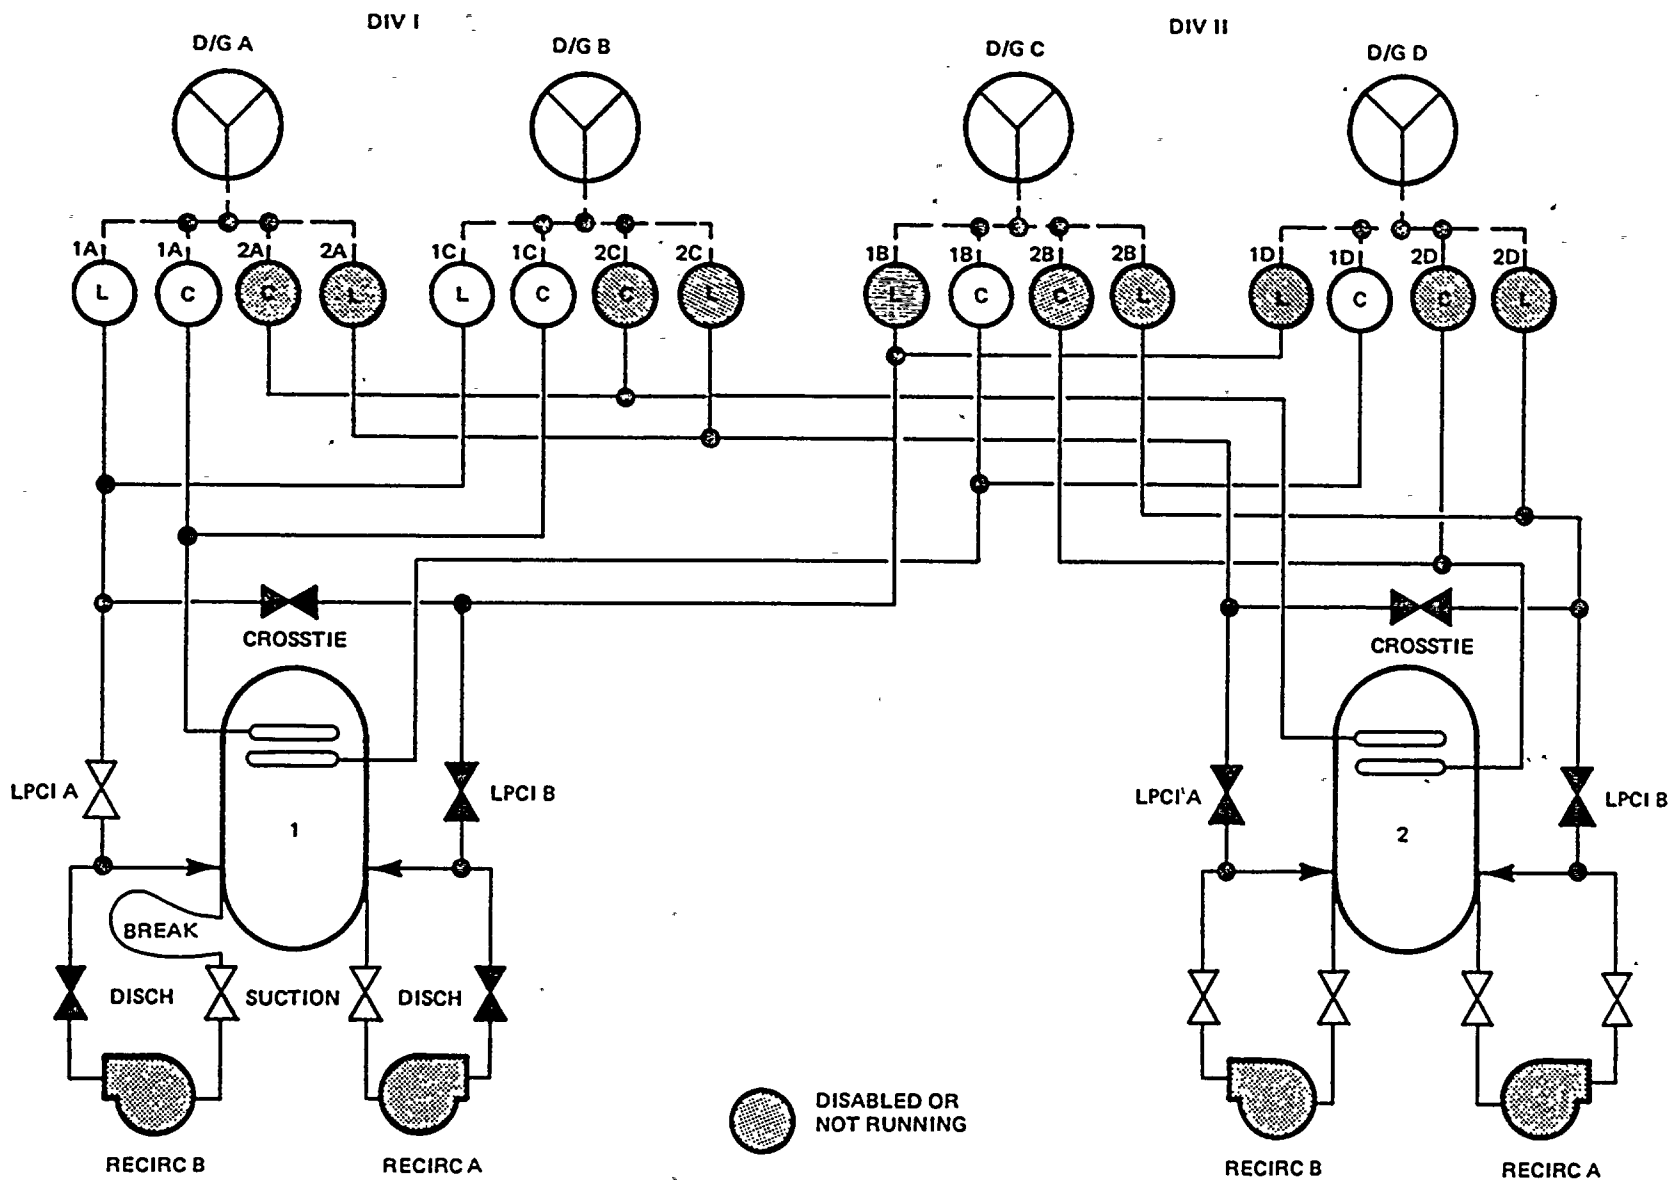 DIV I
DIV II
D/G A
D/G B
D/G C
D/G D
1A
1A
2A
2A
1C
1C
2C
2C
1B
1B
2B
2B
1D
1D
2D
2D
L
C
C
L
L
C
C
L
L
C
C
L
L
C
C
L
CROSSTIE
CROSSTIE
LPCI A
LPCI B
LPCI A
LPCI B
1
2
BREAK
DISCH
SUCTION
DISCH
DISABLED OR
NOT RUNNING
RECIRC B
RECIRC A
RECIRC B
RECIRC A